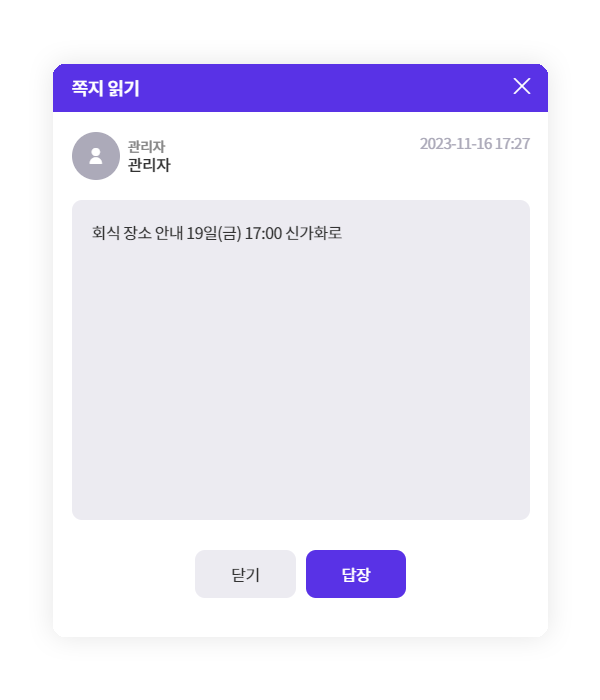 쪽지 읽기
관리자
2023-11-16 17:27
관리자
회식 장소 안내 19일(금) 17:00 신가화로
닫기
답장